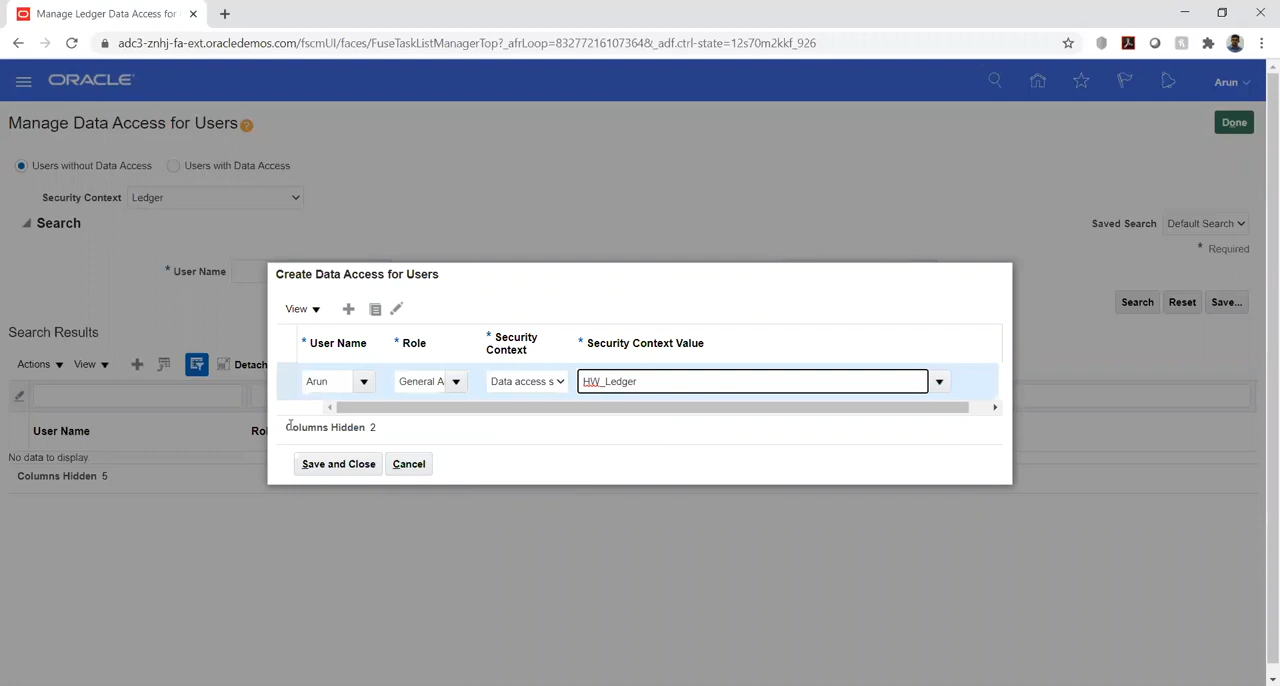 Manage Ledger Data Access for
adc3-znhj-fa-ext.oracledemos.com/fscmUI/faces/FuseTaskListManagerTop?_afrLoop=832772161073648&_adf.ctrl-state=12s70m2kkf_926
ORACLE
Arun
Manage Data Access for Users
Done
Users without Data Access
Users with Data Access
Security Context
Ledger
Search
Saved Search
Default Search
* Required
* User Name
Search
Reset
Save...
Search Results
Actions
View
Detach
User Name
Rol
No data to display.
Columns Hidden 5
Create Data Access for Users
View
* User Name
* Role
* Security Context
* Security Context Value
Arun
General A
Data access s
HW_Ledger
Columns Hidden 2
Save and Close
Cancel